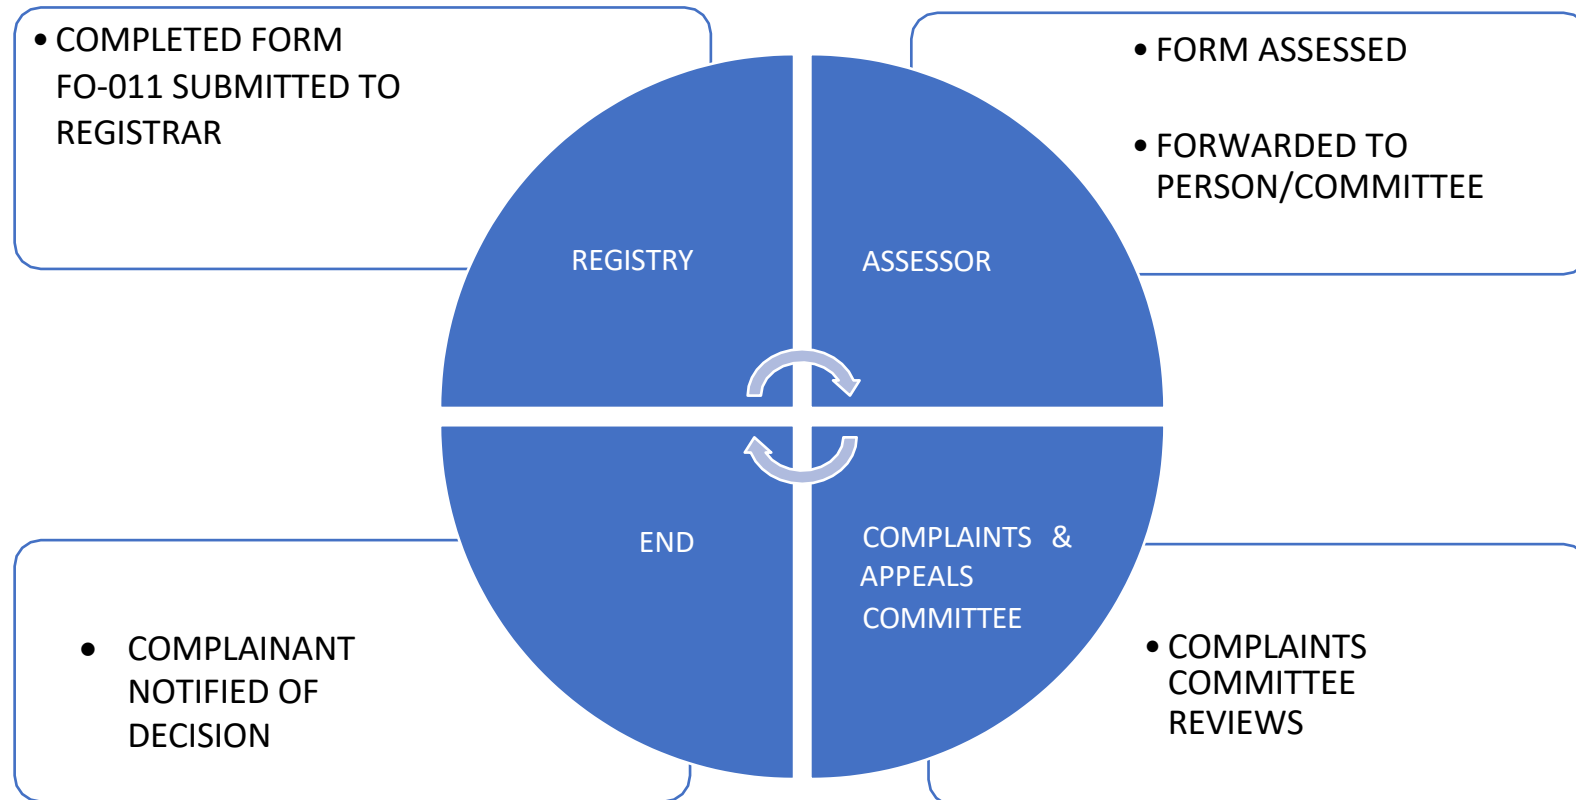 • COMPLETED FORM
FO-011 SUBMITTED TO
REGISTRAR
• FORM ASSESSED
• FORWARDED TO
PERSON/COMMITTEE
REGISTRY
ASSESSOR
END
COMPLAINTS &
APPEALS
COMMITTEE
• COMPLAINANT
NOTIFIED OF
DECISION
• COMPLAINTS
COMMITTEE
REVIEWS